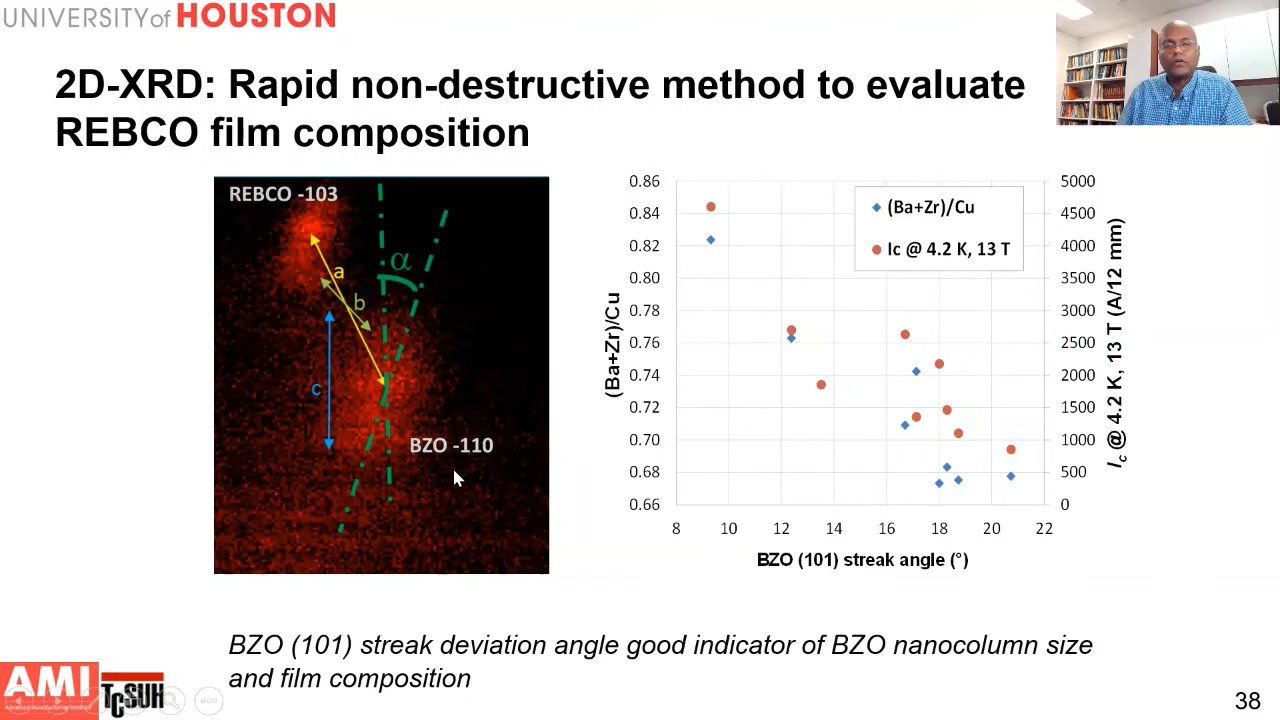 UNIVERSITY of HOUSTON
2D-XRD: Rapid non-destructive method to evaluate
REBCO film composition
REBCO -103
a
b
c
α
BZO -110
(Ba+Zr)/Cu
0.86
0.84
0.82
0.80
0.78
0.76
0.74
0.72
0.70
0.68
0.66
(Ba+Zr)/Cu
Ic @ 4.2 K, 13 T
5000
4500
4000
3500
3000
2500
2000
1500
1000
500
0
Ic @ 4.2 K, 13 T (A/12 mm)
8 10 12 14 16 18 20 22
BZO (101) streak angle (°)
BZO (101) streak deviation angle good indicator of BZO nanocolumn size
and film composition
AMI
Advanced Manufacturing Institute
TCSUH
38